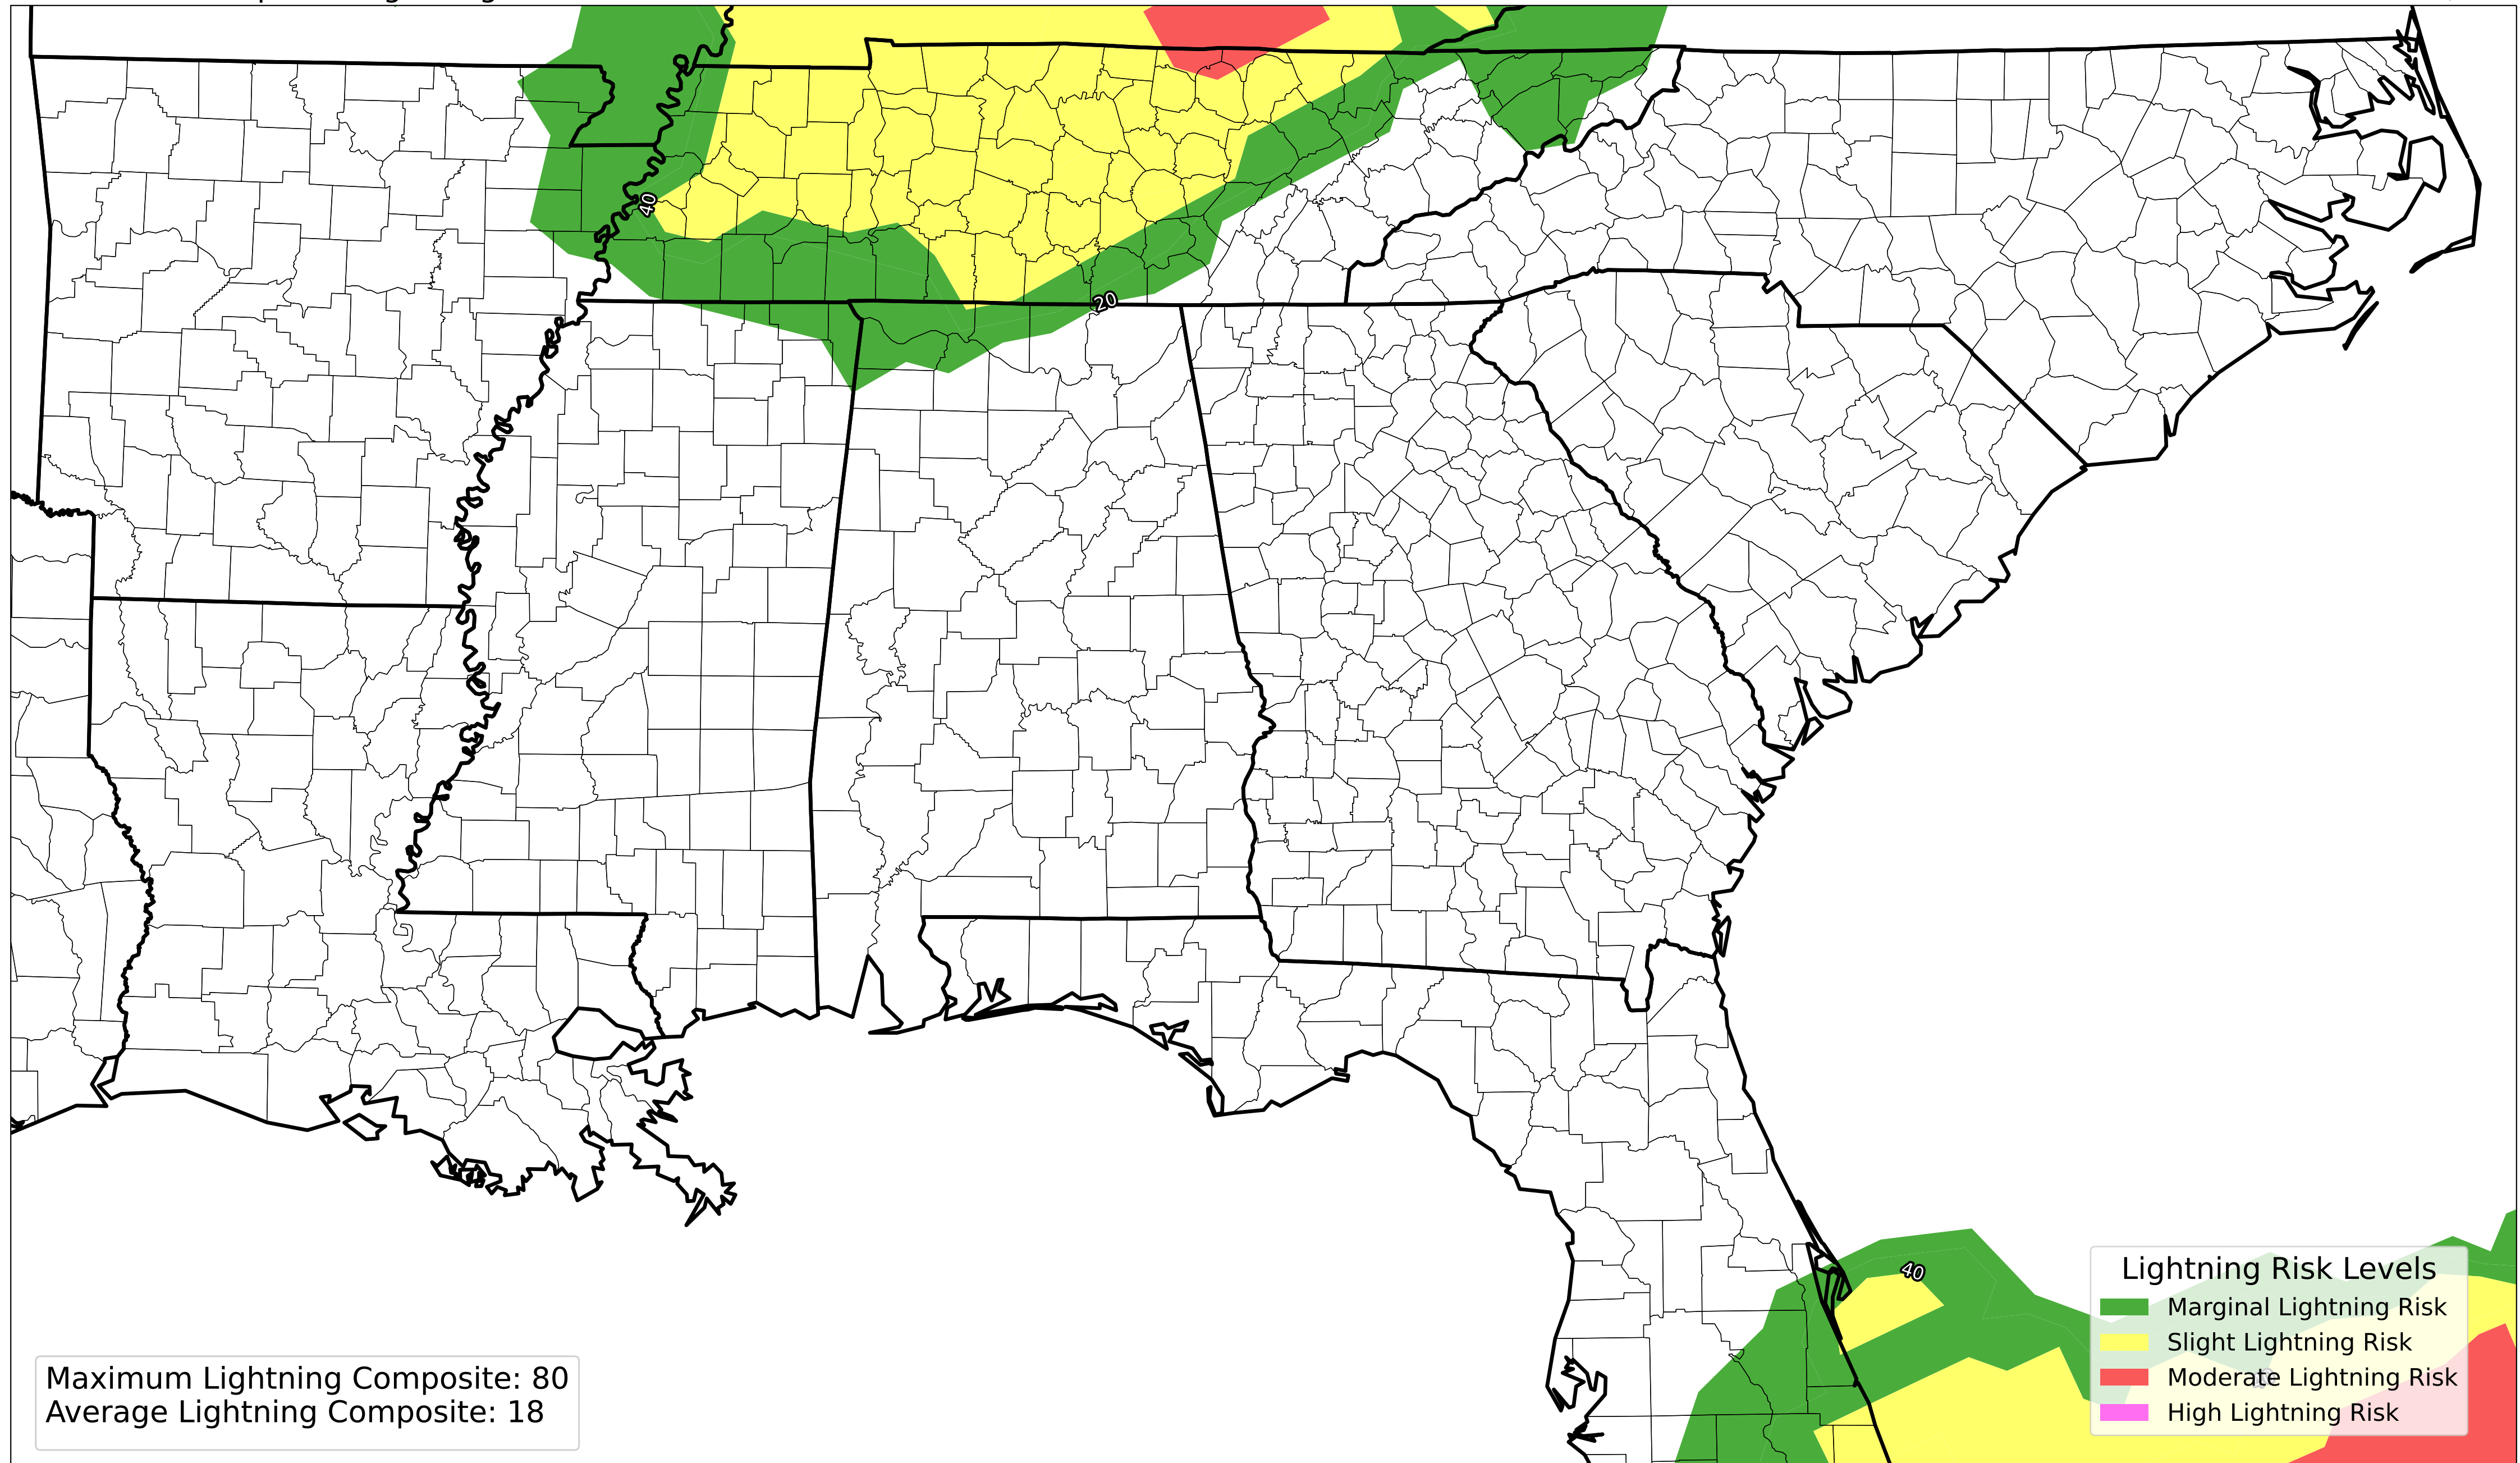 40
20
40
Lightning Risk Levels
Marginal Lightning Risk
Slight Lightning Risk
Moderate Lightning Risk
High Lightning Risk
Maximum Lightning Composite: 80
Average Lightning Composite: 18